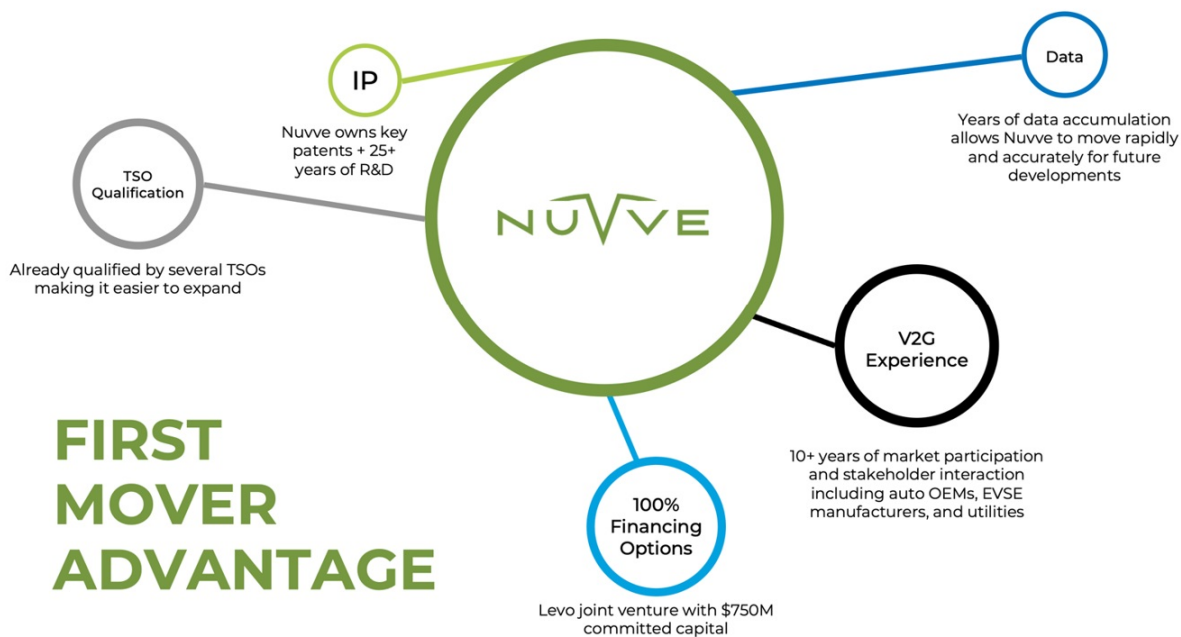 IP
Nuvve owns key
patents + 25+
years of R&D
Data
Years of data accumulation
allows Nuvve to move rapidly
and accurately for future
developments
TSO
Qualification
Already qualified by several TSOs
making it easier to expand
NUVVE
V2G
Experience
10+ years of market participation
and stakeholder interaction
including auto OEMs, EVSE
manufacturers, and utilities
100%
Financing
Options
Levo joint venture with $750M
committed capital
FIRST
MOVER
ADVANTAGE